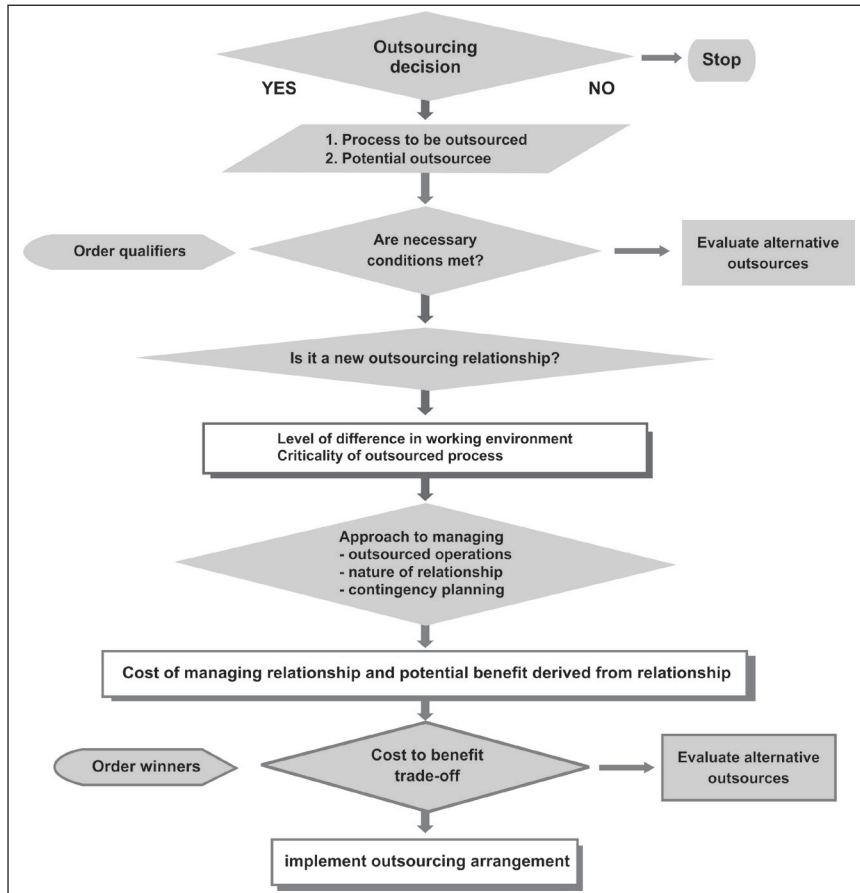 Outsourcing
decision
Stop
YES
NO
1. Process to be outsourced
2. Potential outsourcee
Order qualifiers
Are necessary
conditions met?
Evaluate alternative
outsources
Is it a new outsourcing relationship?
Level of difference in working environment
Criticality of outsourced process
Approach to managing
- outsourced operations
- nature of relationship
- contingency planning
Cost of managing relationship and potential benefit derived from relationship
Order winners
Cost to benefit
trade-off
Evaluate alternative
outsources
implement outsourcing arrangement